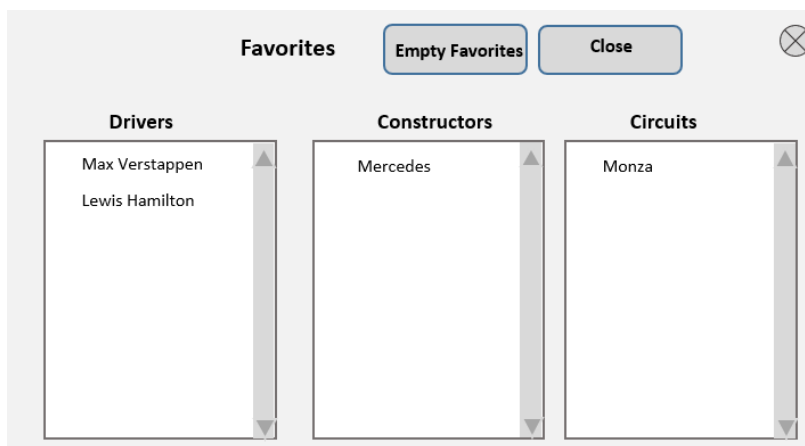 Favorites
Empty Favorites
Close
Drivers
Constructors
Circuits
Max Verstappen
Lewis Hamilton
Mercedes
Monza